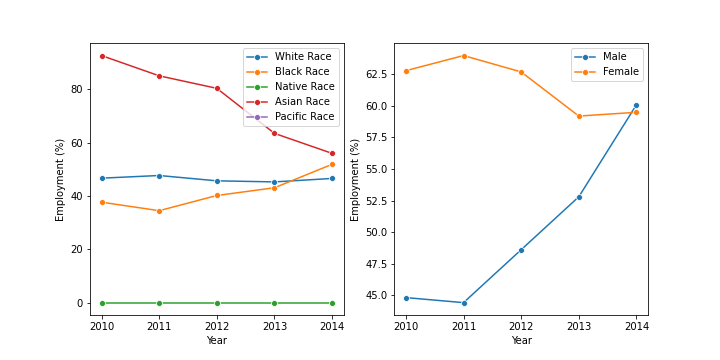 White Race
Black Race
Native Race
Asian Race
Pacific Race
80
60
40
20
0
Employment (%)
2010 2011 2012 2013 2014
Year
Male
Female
62.5
60.0
57.5
55.0
52.5
50.0
47.5
45.0
Employment (%)
2010 2011 2012 2013 2014
Year